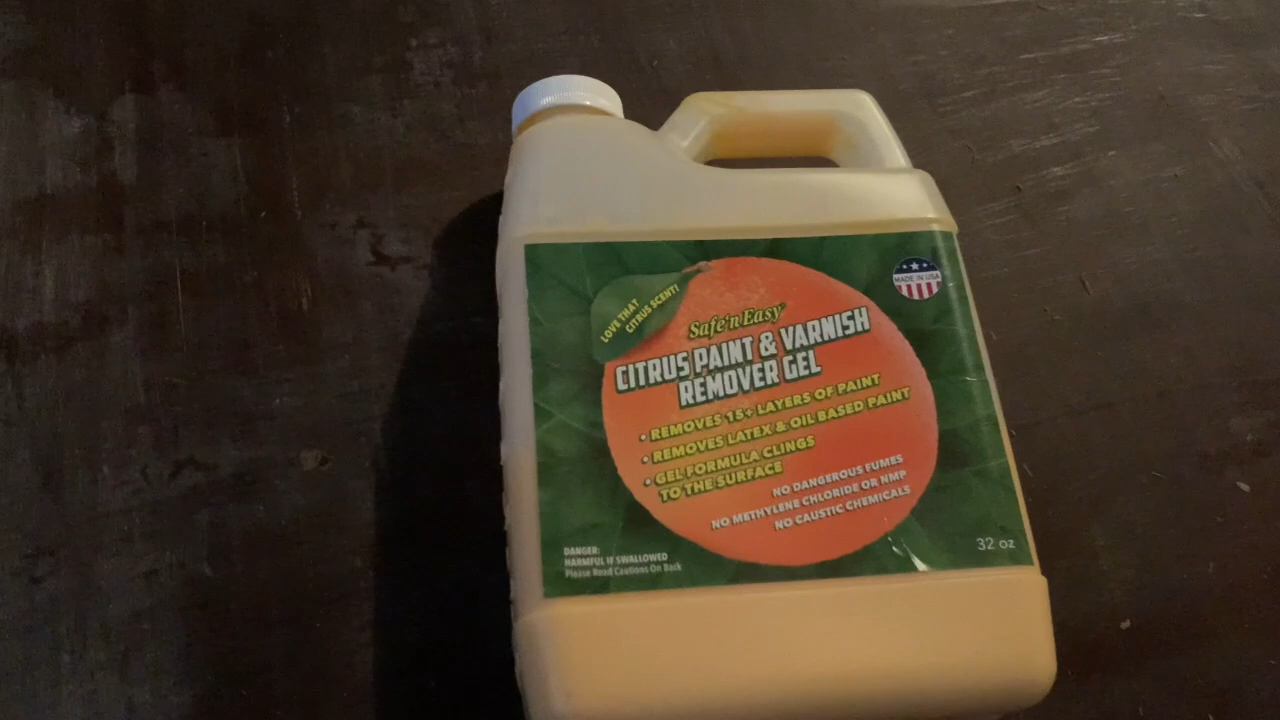 MADE IN USA
LOVE THAT
CITRUS SCENT!
Safe'n Easy
CITRUS PAINT & VARNISH
REMOVER GEL
• REMOVES 15+ LAYERS OF PAINT
• REMOVES LATEX & OIL BASED PAINT
• GEL FORMULA CLINGS
TO THE SURFACE
NO DANGEROUS FUMES
NO METHYLENE CHLORIDE OR NMP
NO CAUSTIC CHEMICALS
DANGER:
HARMFUL IF SWALLOWED
Please Read Cautions On Back
32 oz